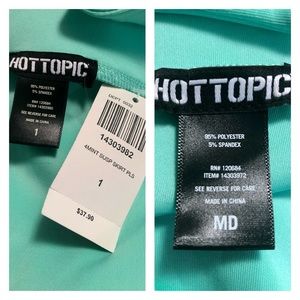 HOTTOPIC
95% POLYESTER
5% SPANDEX
RN# 120684
SEE REVERSE FOR CARE
MADE IN CHINA
1
DEPT 0592
14303982
4MINT SUSP SKIRT PLS
1
$37.90
HOTTOPIC
95% POLYESTER
5% SPANDEX
RN# 120684
ITEM# 14303972
SEE REVERSE FOR CARE
MADE IN CHINA
MD